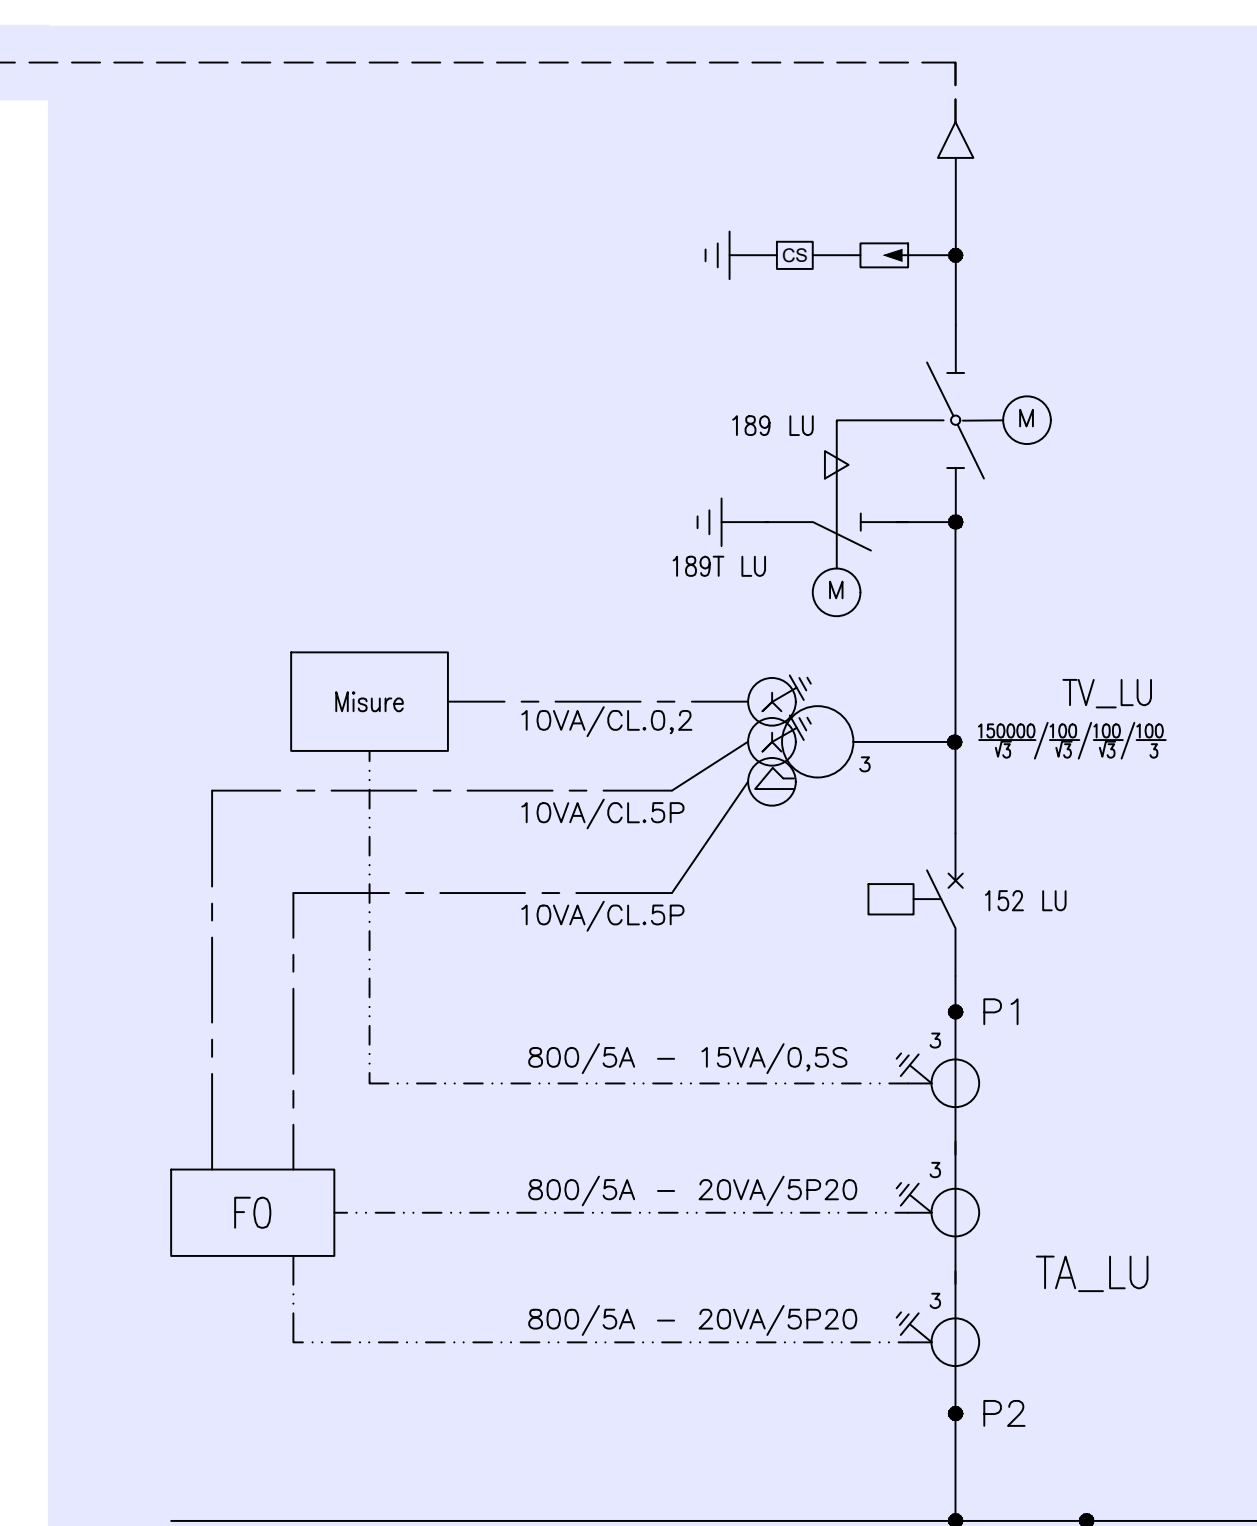 CS
189 LU
M
189T LU
M
Misure
10VA/CL.0,2
TV_LU
150000/√3 / 100/√3 / 100/√3 / 100/3
3
10VA/CL.5P
10VA/CL.5P
152 LU
P1
3
800/5A - 15VA/0,5S
3
800/5A - 20VA/5P20
F0
TA_LU
3
800/5A - 20VA/5P20
P2